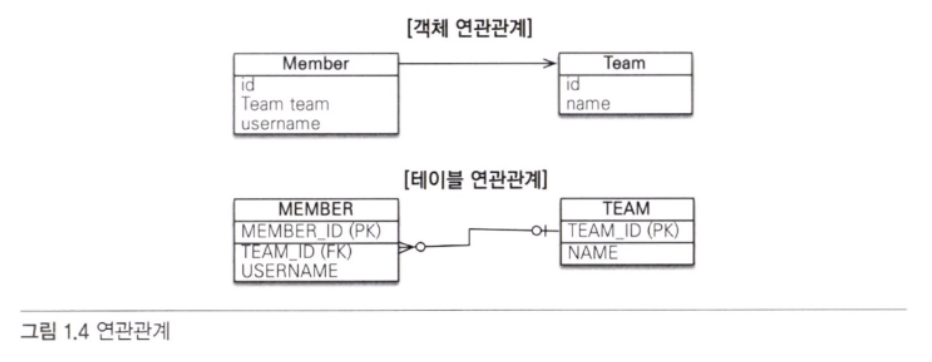 [객체 연관관계]
Member
id
Team team
username
Team
id
name
[테이블 연관관계]
MEMBER
MEMBER_ID (PK)
TEAM_ID (FK)
USERNAME
TEAM
TEAM_ID (PK)
NAME
그림 1.4 연관관계